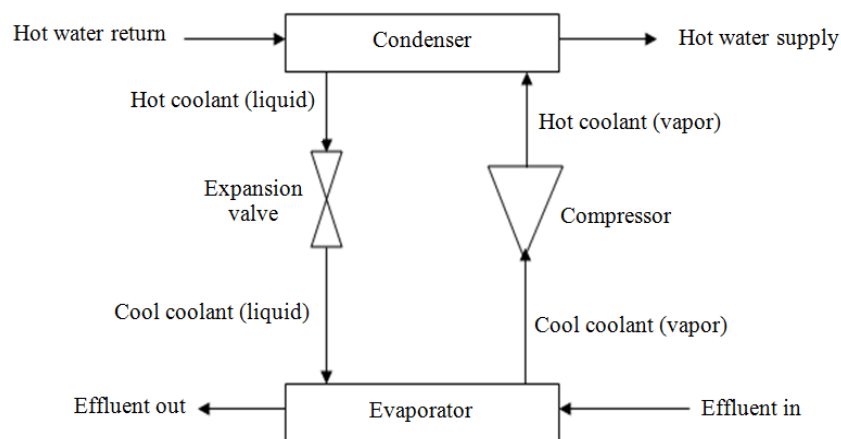 Hot water return
Condenser
Hot water supply
Hot coolant (liquid)
Hot coolant (vapor)
Expansion
valve
Compressor
Cool coolant (liquid)
Cool coolant (vapor)
Effluent out
Evaporator
Effluent in